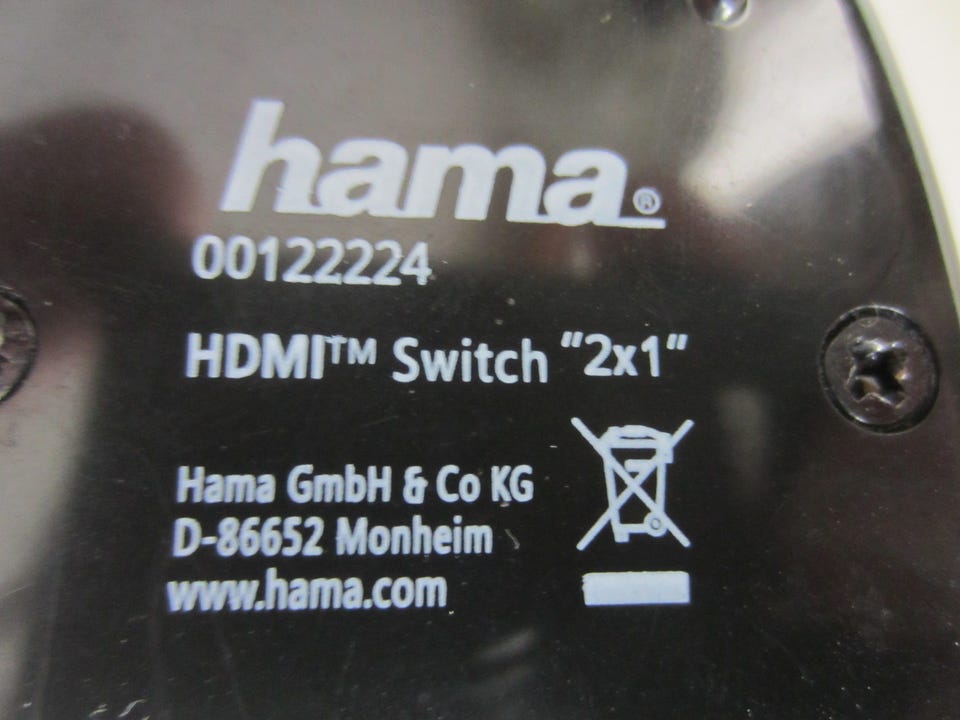 hama®
00122224
HDMI™ Switch "2x1"
Hama GmbH & Co KG
D-86652 Monheim
www.hama.com